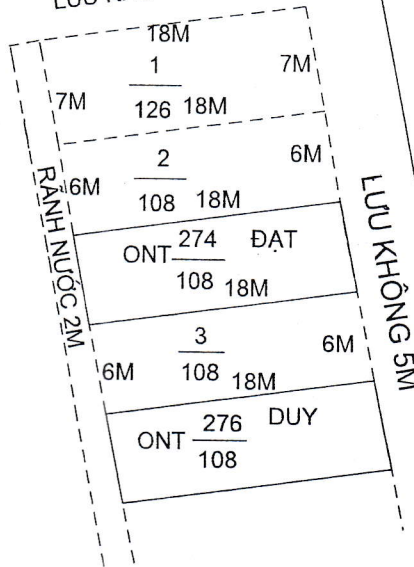 18M
1
7M
7M
126 18M
2
6M
6M
108 18M
RÃNH NƯỚC 2M
LƯU KHÔNG 5M
ONT 274 ĐẠT
108 18M
3
6M
6M
108 18M
ONT 276 DUY
108